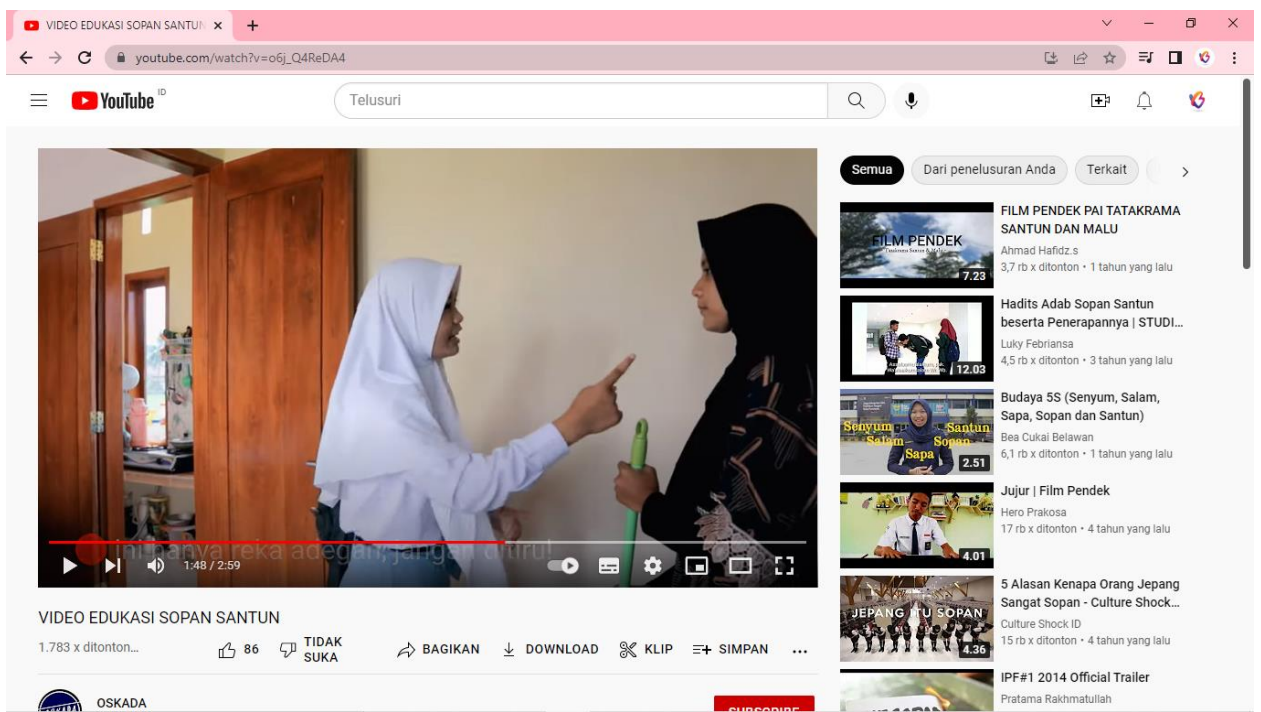 VIDEO EDUKASI SOPAN SANTUN
youtube.com/watch?v=o6j_Q4ReDA4
YouTube ID
Telusuri
Ini hanya reka adegan, jangan ditiru!
1:48 / 2:59
VIDEO EDUKASI SOPAN SANTUN
1.783 x ditonton...
86
TIDAK
SUKA
BAGIKAN
DOWNLOAD
KLIP
SIMPAN
OSKADA
SUBSCRIBE
Semua
Dari penelusuran Anda
Terkait
FILM PENDEK
7.23
FILM PENDEK PAI TATAKRAMA
SANTUN DAN MALU
Ahmad Hafidz.s
3,7 rb x ditonton • 1 tahun yang lalu
12.03
Hadits Adab Sopan Santun
beserta Penerapannya | STUDI...
Luky Febriansa
4,5 rb x ditonton • 3 tahun yang lalu
Senyum
Santun
Salam
Sopan
Sapa
2.51
Budaya 5S (Senyum, Salam,
Sapa, Sopan dan Santun)
Bea Cukai Belawan
6,1 rb x ditonton • 1 tahun yang lalu
4.01
Jujur | Film Pendek
Hero Prakosa
17 rb x ditonton • 4 tahun yang lalu
JEPANG ITU SOPAN
4.36
5 Alasan Kenapa Orang Jepang
Sangat Sopan - Culture Shock...
Culture Shock ID
15 rb x ditonton • 4 tahun yang lalu
IPF#1 2014 Official Trailer
Pratama Rakhmatullah